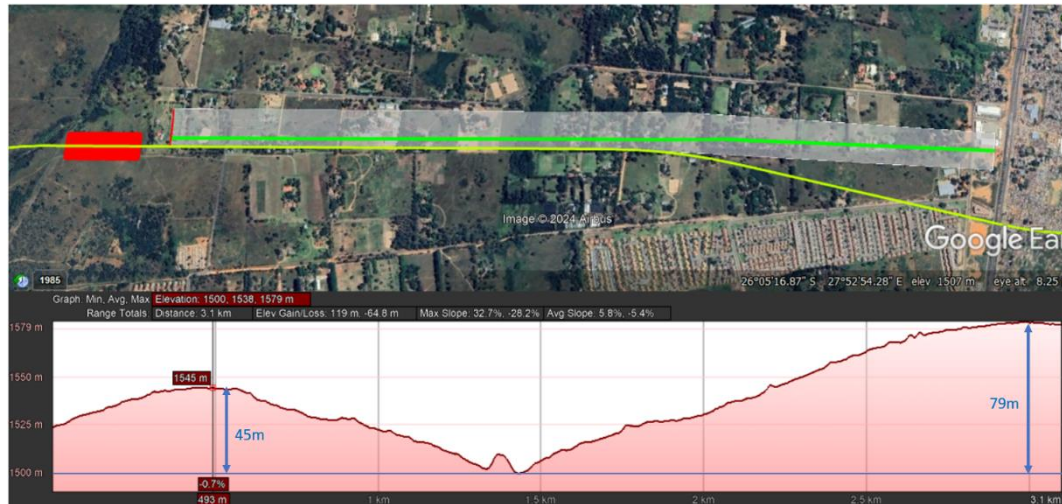 Image © 2024 Airbus
Google Ea
1985
26°05'16.87" S 27°52'54.28" E elev 1507 m eye alt 8.25
Graph: Min, Avg, Max Elevation: 1500, 1538, 1579 m
Range Totals: Distance: 3.1 km Elev Gain/Loss: 119 m, -64.8 m Max Slope: 32.7%, -28.2% Avg Slope: 5.8%, -5.4%
1579 m
1550 m
1525 m
1500 m
1545 m
45m
79m
-0.7%
493 m
1 km
1.5 km
2 km
2.5 km
3.1 km